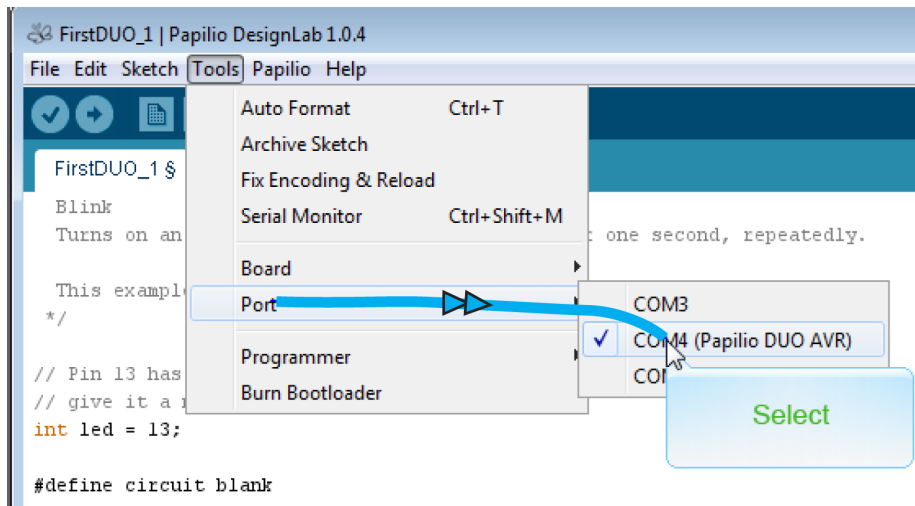 FirstDUO_1 | Papilio DesignLab 1.0.4
File Edit Sketch Tools Papilio Help
FirstDUO_1 §
Auto Format Ctrl+T
Archive Sketch
Fix Encoding & Reload
Serial Monitor Ctrl+Shift+M
Board
Port
Programmer
Burn Bootloader
COM3
COM4 (Papilio DUO AVR)
Select
Blink
Turns on an one second, repeatedly.
This
*/
// Pin 13 has
// give it a
int led = 13;
#define circuit blank